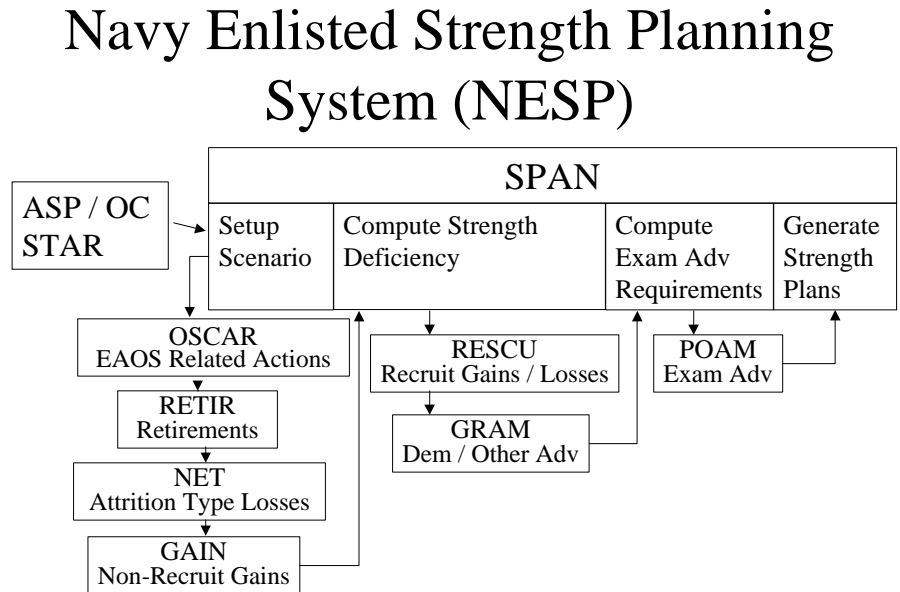 Navy Enlisted Strength Planning
System (NESP)
SPAN
ASP / OC
STAR
Setup
Scenario
Compute Strength
Deficiency
Compute
Exam Adv
Requirements
Generate
Strength
Plans
OSCAR
EAOS Related Actions
RESCU
Recruit Gains / Losses
POAM
Exam Adv
RETIR
Retirements
GRAM
Dem / Other Adv
NET
Attrition Type Losses
GAIN
Non-Recruit Gains